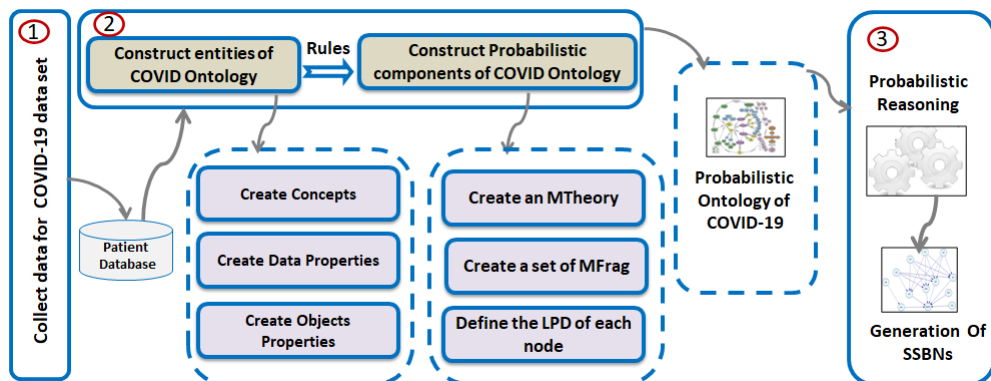 1
Collect data for COVID-19 data set
Patient
Database
2
Construct entities of
COVID Ontology
Rules
Construct Probabilistic
components of COVID Ontology
Create Concepts
Create Data Properties
Create Objects
Properties
Create an MTheory
Create a set of MFrag
Define the LPD of each
node
Probabilistic
Ontology of
COVID-19
3
Probabilistic
Reasoning
Generation Of
SSBNs